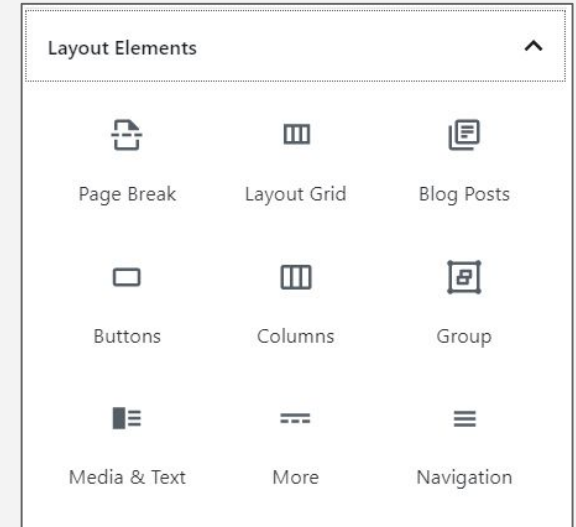 Layout Elements
Page Break
Layout Grid
Blog Posts
Buttons
Columns
Group
Media & Text
More
Navigation